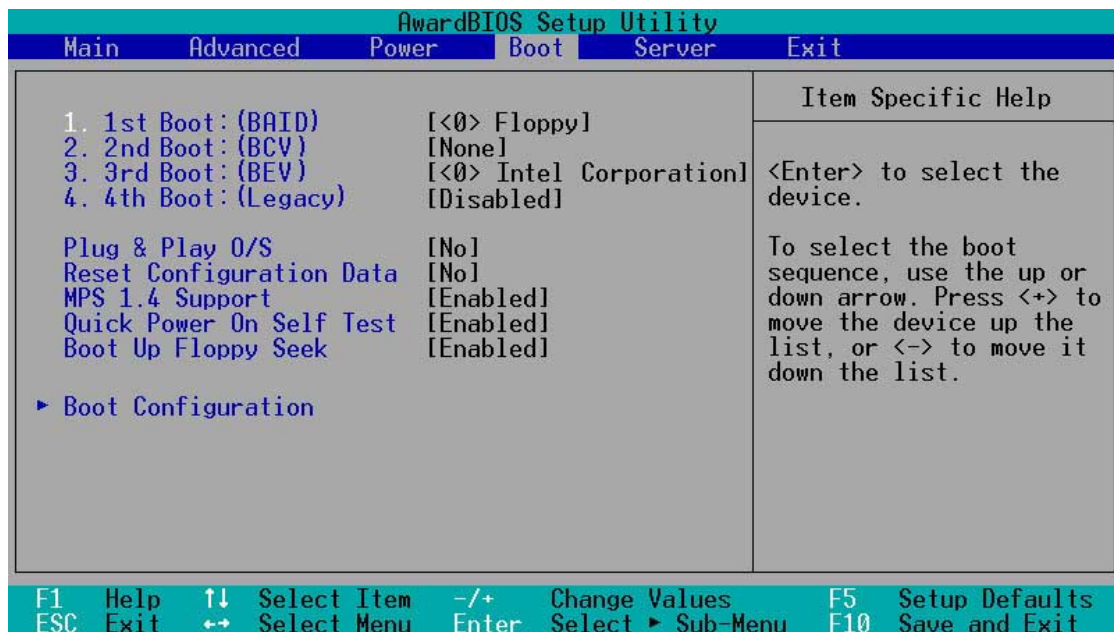 AwardBIOS Setup Utility
Main Advanced Power Boot Server Exit
1. 1st Boot:(BAID) [<0> Floppy]
2. 2nd Boot:(BCV) [None]
3. 3rd Boot:(BEV) [<0> Intel Corporation]
4. 4th Boot:(Legacy) [Disabled]
Plug & Play O/S [No]
Reset Configuration Data [No]
MPS 1.4 Support [Enabled]
Quick Power On Self Test [Enabled]
Boot Up Floppy Seek [Enabled]
▸ Boot Configuration
Item Specific Help
<Enter> to select the
device.
To select the boot
sequence, use the up or
down arrow. Press <+> to
move the device up the
list, or <-> to move it
down the list.
F1 Help ↑↓ Select Item -/+ Change Values F5 Setup Defaults
ESC Exit ←→ Select Menu Enter Select ▸ Sub-Menu F10 Save and Exit